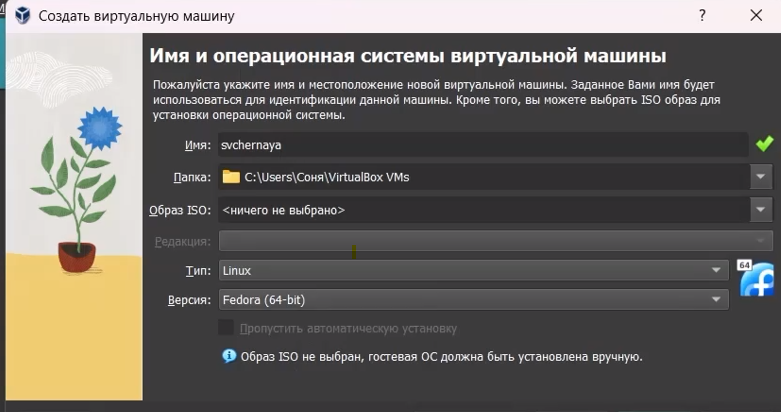 Создать виртуальную машину
?
Имя и операционная системы виртуальной машины
Пожалуйста укажите имя и местоположение новой виртуальной машины. Заданное Вами имя будет
использоваться для идентификации данной машины. Кроме того, вы можете выбрать ISO образ для
установки операционной системы.
Имя: svchernaya
Папка: C:\Users\Соня\VirtualBox VMs
Образ ISO: <ничего не выбрано>
Редакция:
Тип: Linux
64
Версия: Fedora (64-bit)
Пропустить автоматическую установку
Образ ISO не выбран, гостевая ОС должна быть установлена вручную.